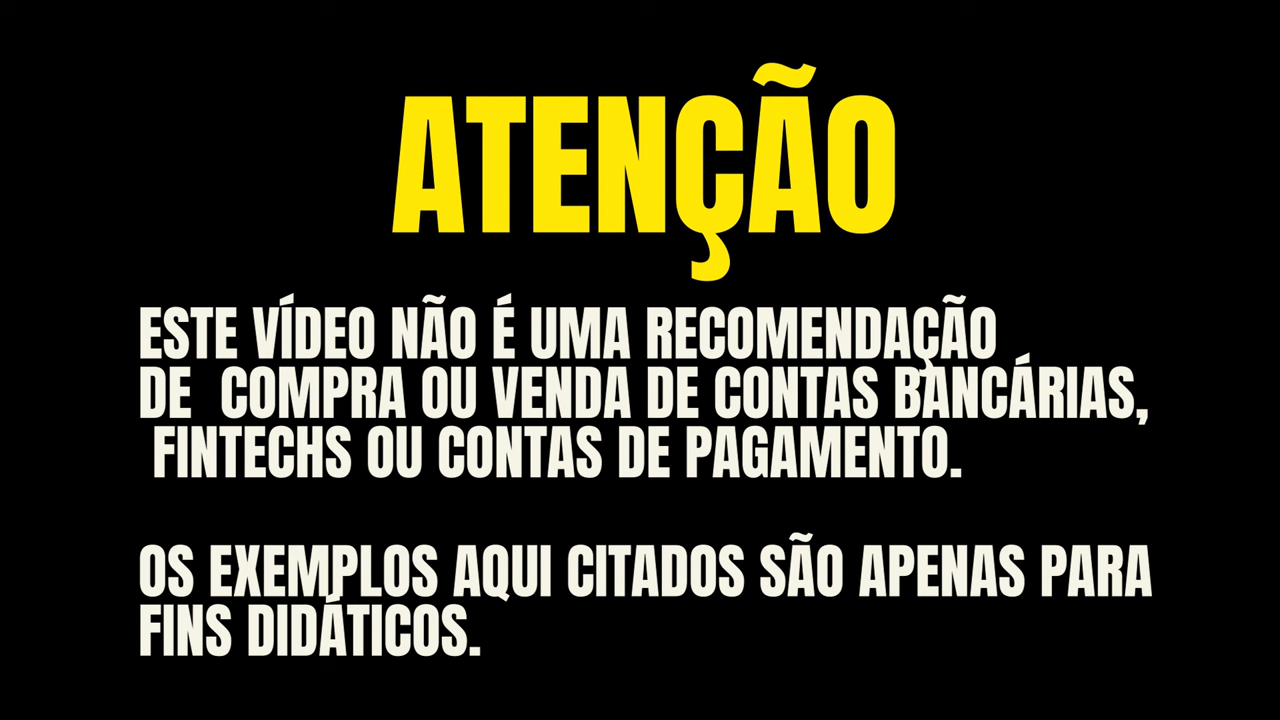 ATENÇÃO
ESTE VÍDEO NÃO É UMA RECOMENDAÇÃO
DE COMPRA OU VENDA DE CONTAS BANCÁRIAS,
FINTECHS OU CONTAS DE PAGAMENTO.
OS EXEMPLOS AQUI CITADOS SÃO APENAS PARA
FINS DIDÁTICOS.